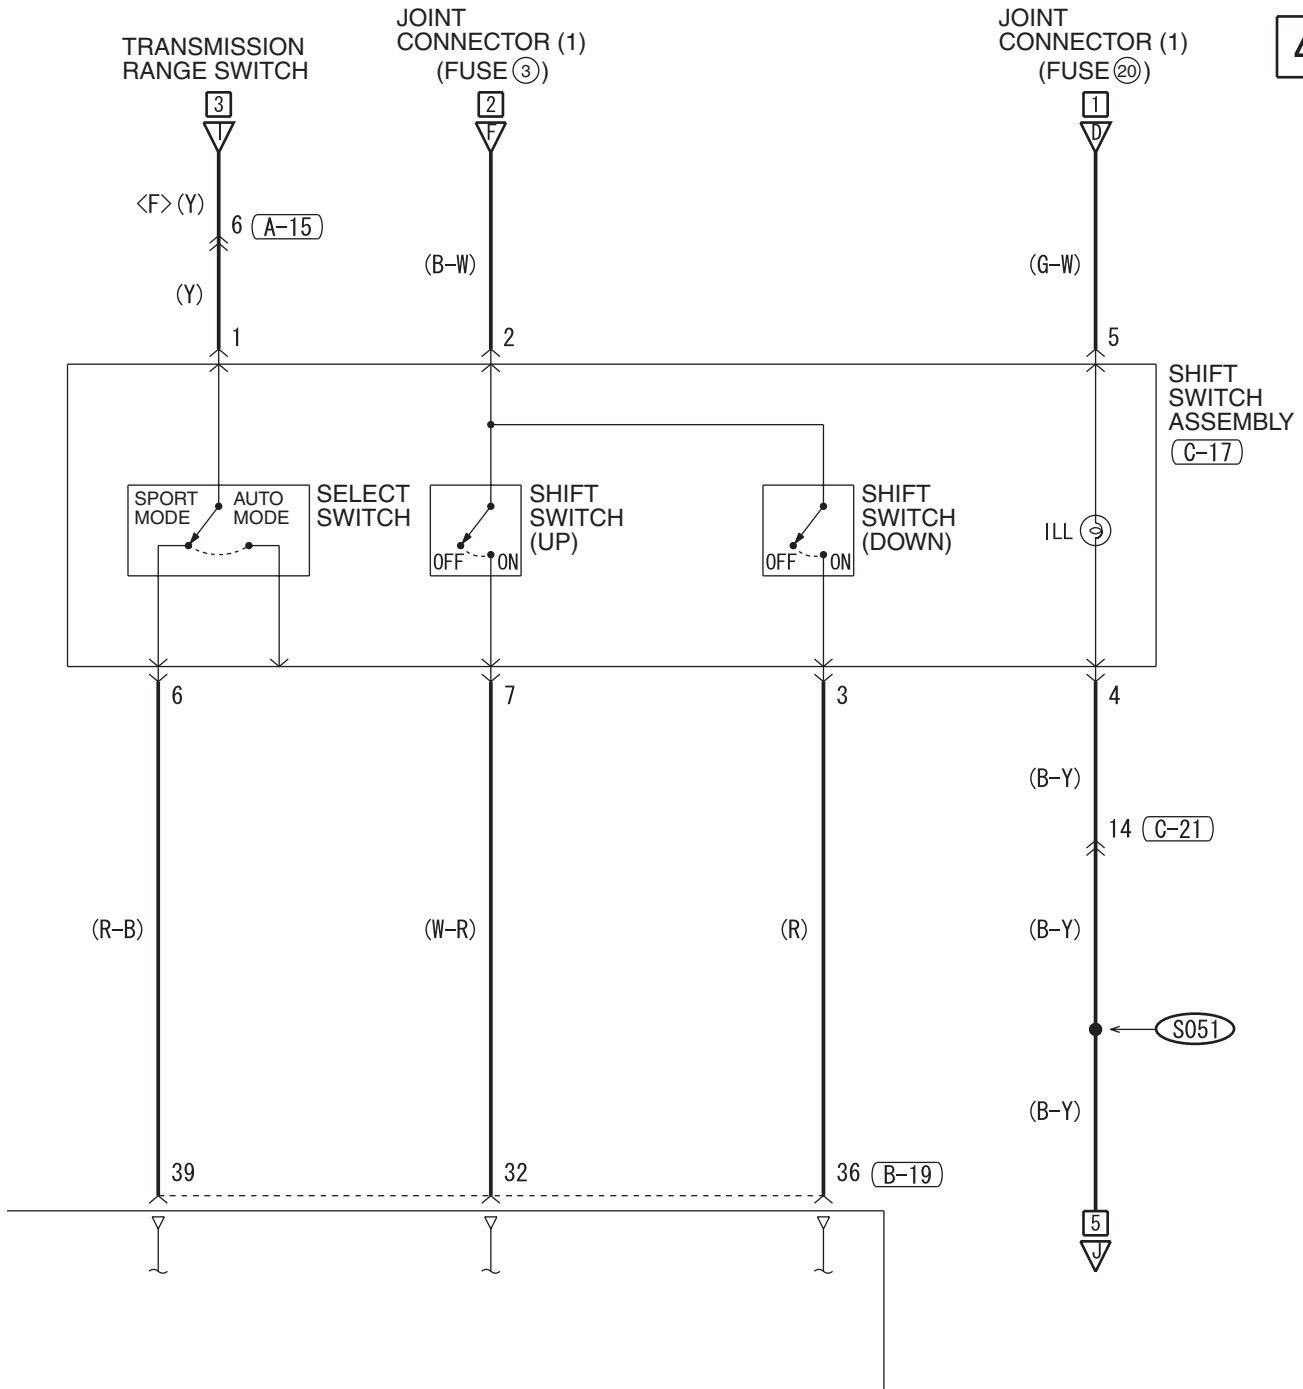 TRANSMISSION
RANGE SWITCH
JOINT
CONNECTOR (1)
(FUSE 3)
JOINT
CONNECTOR (1)
(FUSE 20)
3
I
2
F
1
D
<F> (Y)
6 A-15
(Y)
(B-W)
(G-W)
1
2
5
SHIFT
SWITCH
ASSEMBLY
C-17
SPORT
MODE
AUTO
MODE
SELECT
SWITCH
SHIFT
SWITCH
(UP)
OFF ON
SHIFT
SWITCH
(DOWN)
OFF ON
ILL
6
7
3
4
(B-Y)
14 C-21
(R-B)
(W-R)
(R)
(B-Y)
S051
(B-Y)
39
32
36 B-19
5
J